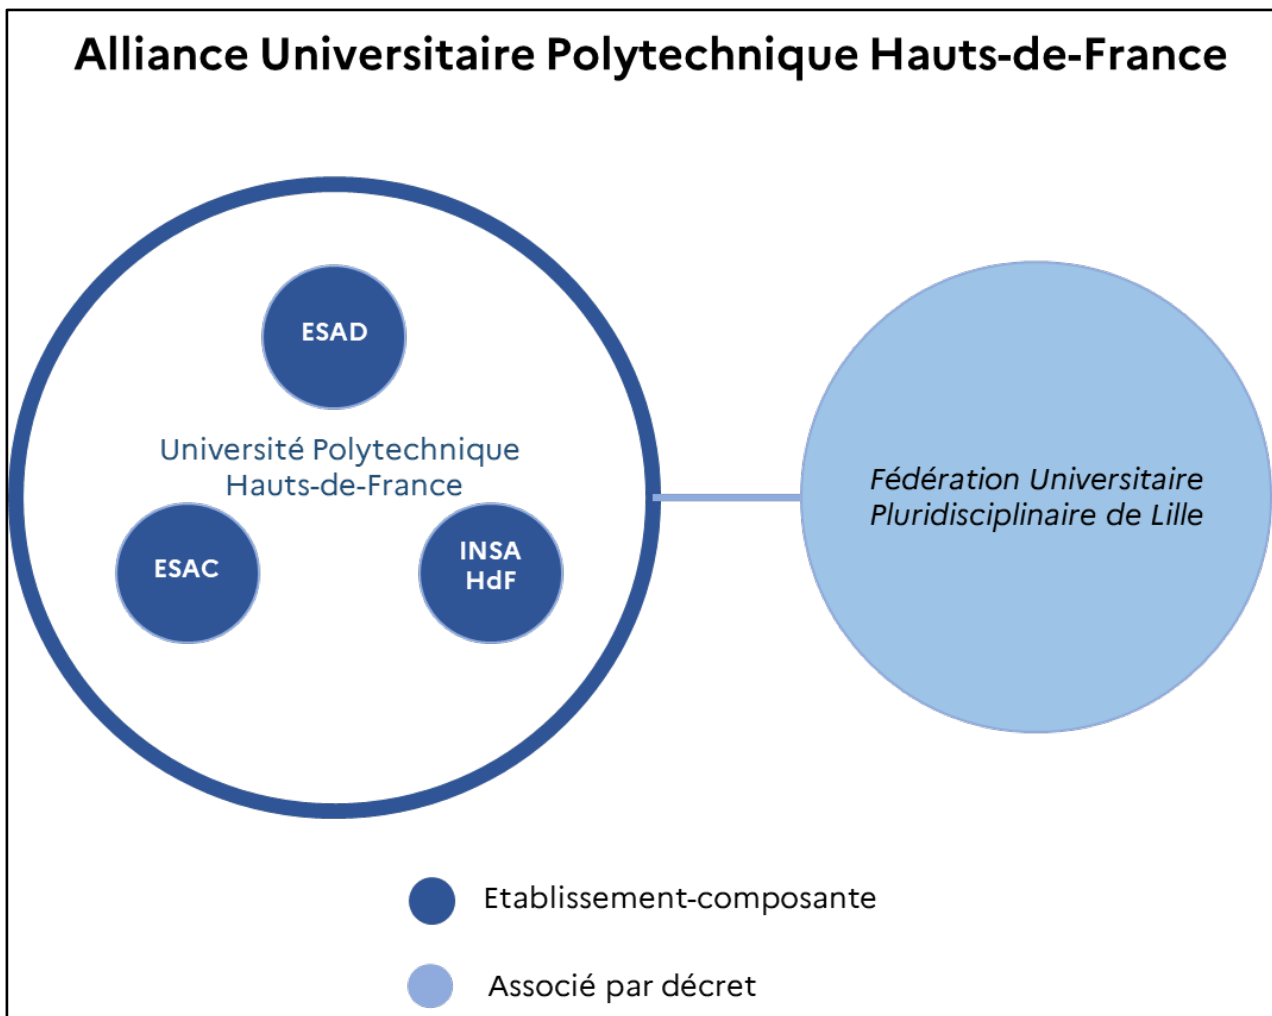 Alliance Universitaire Polytechnique Hauts-de-France
ESAD
Université Polytechnique
Hauts-de-France
ESAC
INSA
HdF
Fédération Universitaire
Pluridisciplinaire de Lille
Etablissement-composante
Associé par décret